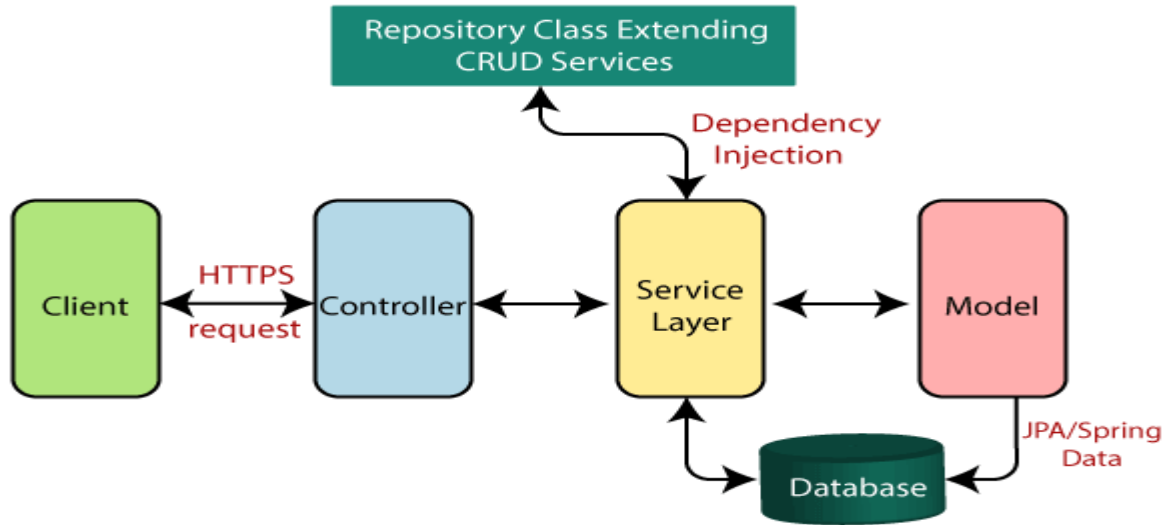 Repository Class Extending
CRUD Services
Dependency
Injection
Client
HTTPS
request
Controller
Service
Layer
Model
JPA/Spring
Data
Database